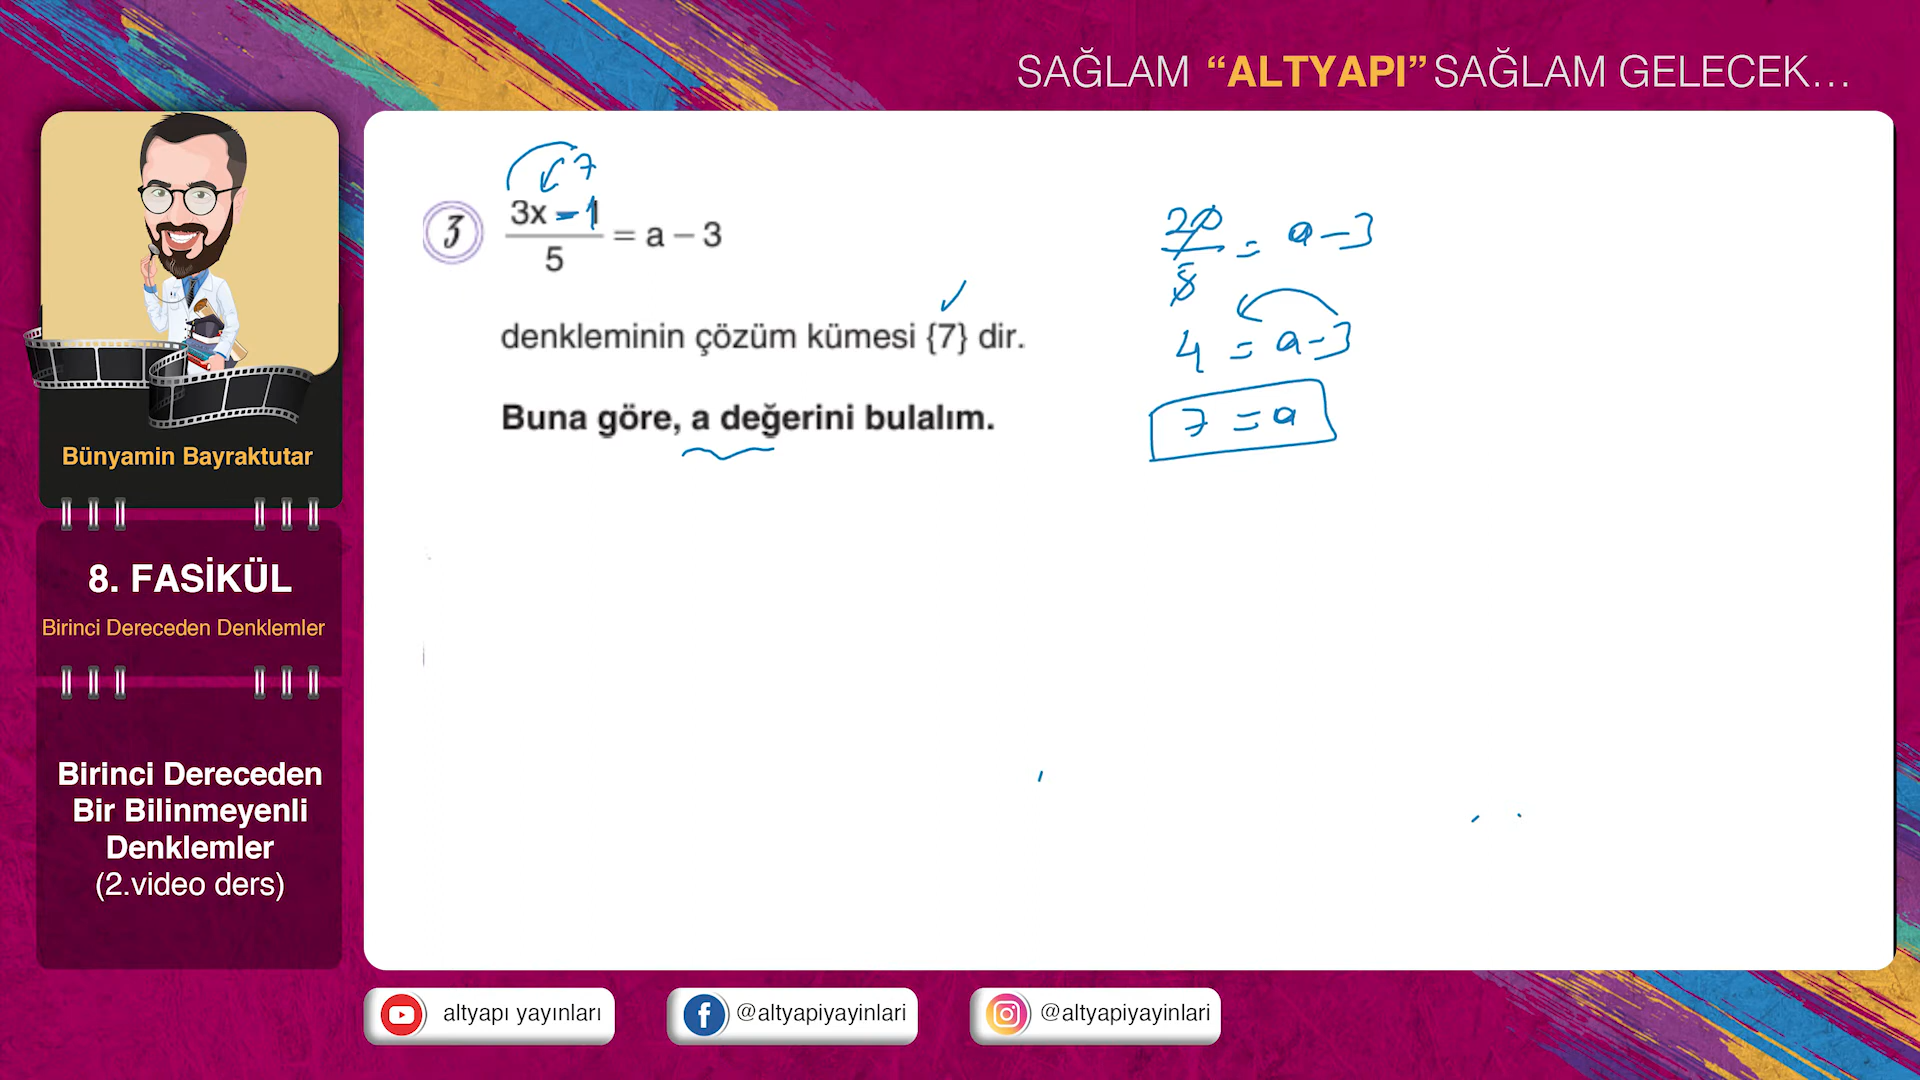 SAĞLAM “ALTYAPI” SAĞLAM GELECEK...
7
3 3x - 1 / 5 = a - 3
denkleminin çözüm kümesi {7} dir.
Buna göre, a değerini bulalım.
20 / 5 = a - 3
4 = a - 3
7 = a
Bünyamin Bayraktutar
8. FASİKÜL
Birinci Dereceden Denklemler
Birinci Dereceden
Bir Bilinmeyenli
Denklemler
(2.video ders)
altyapı yayınları
@altyapiyayinlari
@altyapiyayinlari